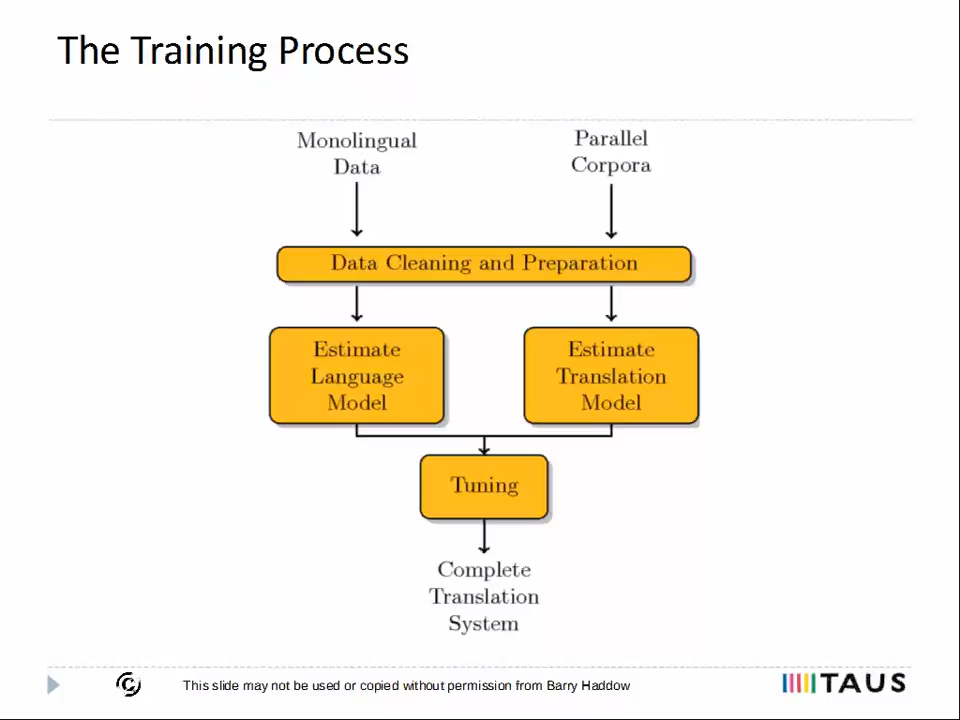 The Training Process
Monolingual
Data
Parallel
Corpora
Data Cleaning and Preparation
Estimate
Language
Model
Estimate
Translation
Model
Tuning
Complete
Translation
System
This slide may not be used or copied without permission from Barry Haddow
TAUS